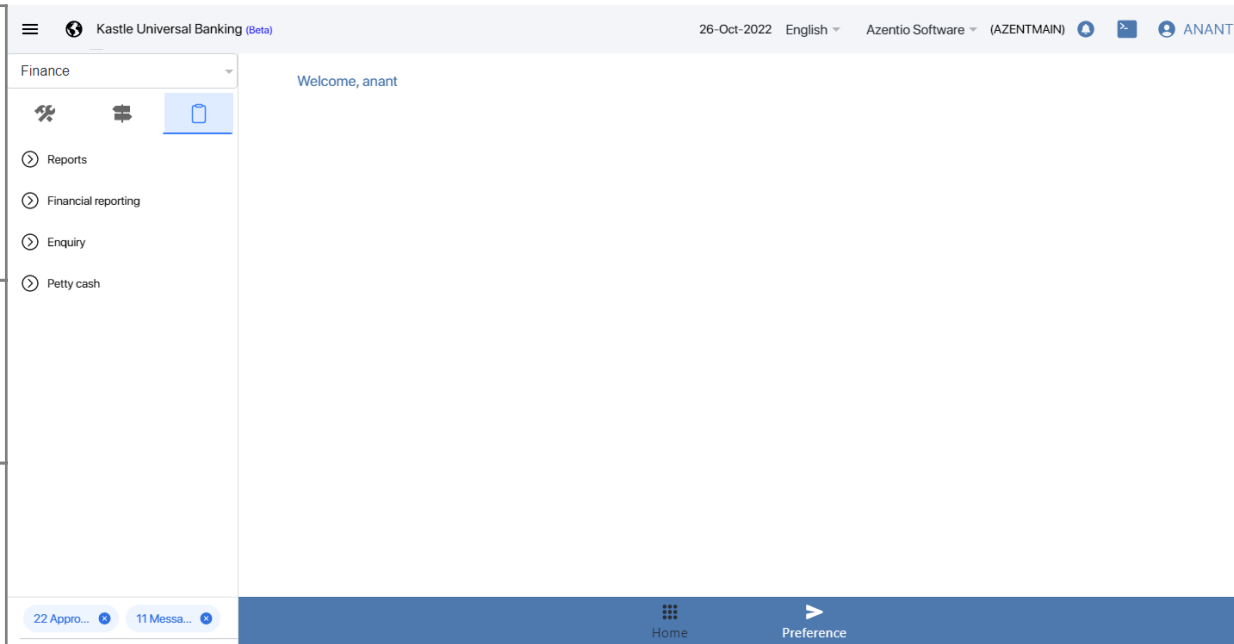 Kastle Universal Banking (Beta) 26-Oct-2022 English Azentio Software (AZENTMAIN) ANANT
Finance
Welcome, anant
Reports
Financial reporting
Enquiry
Petty cash
22 Appro... 11 Messa...
Home Preference